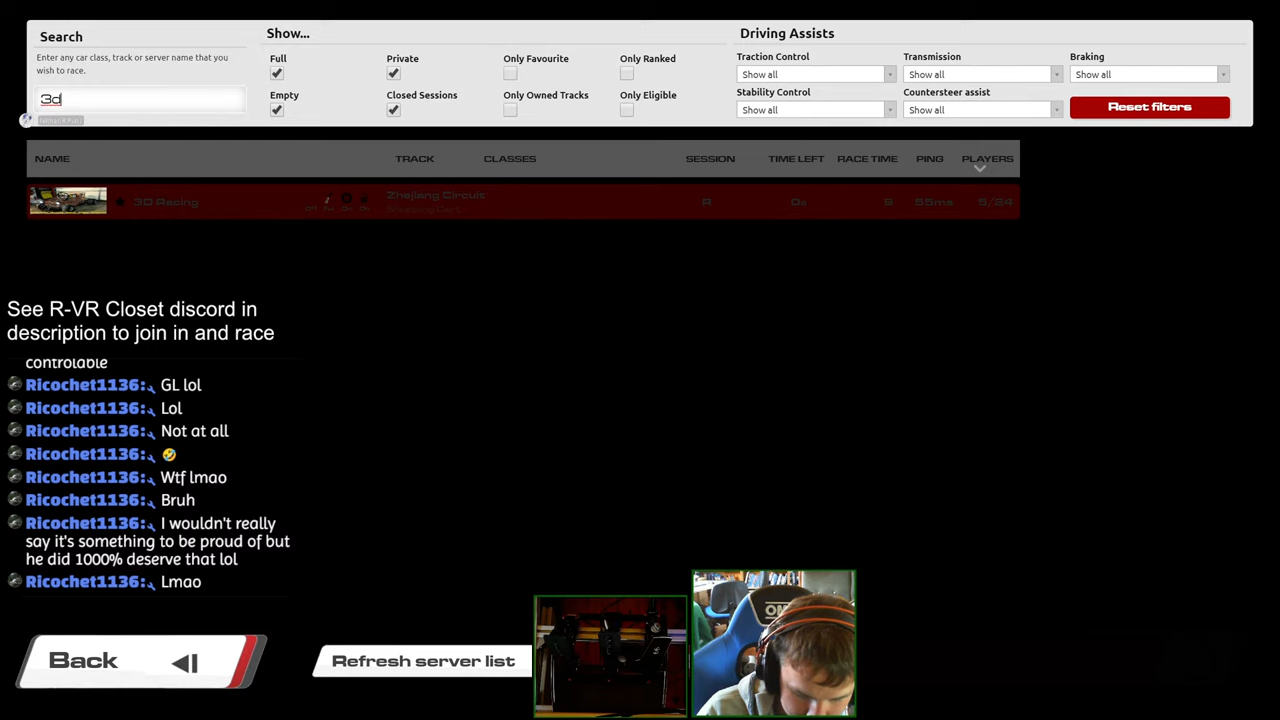 Search
Enter any car class, track or server name that you
wish to race.
3d
Show...
Full
Private
Only Favourite
Only Ranked
Empty
Closed Sessions
Only Owned Tracks
Only Eligible
Driving Assists
Traction Control
Transmission
Braking
Show all
Show all
Show all
Stability Control
Countersteer assist
Show all
Show all
Reset filters
NAME TRACK CLASSES SESSION TIME LEFT RACE TIME PING PLAYERS
3D Racing Zhejiang Circuit R 0s 9 55ms 5/24
See R-VR Closet discord in
description to join in and race
controlable
Ricochet1136: GL lol
Ricochet1136: Lol
Ricochet1136: Not at all
Ricochet1136: 🤣
Ricochet1136: Wtf lmao
Ricochet1136: Bruh
Ricochet1136: I wouldn't really
say it's something to be proud of but
he did 1000% deserve that lol
Ricochet1136: Lmao
Back
Refresh server list